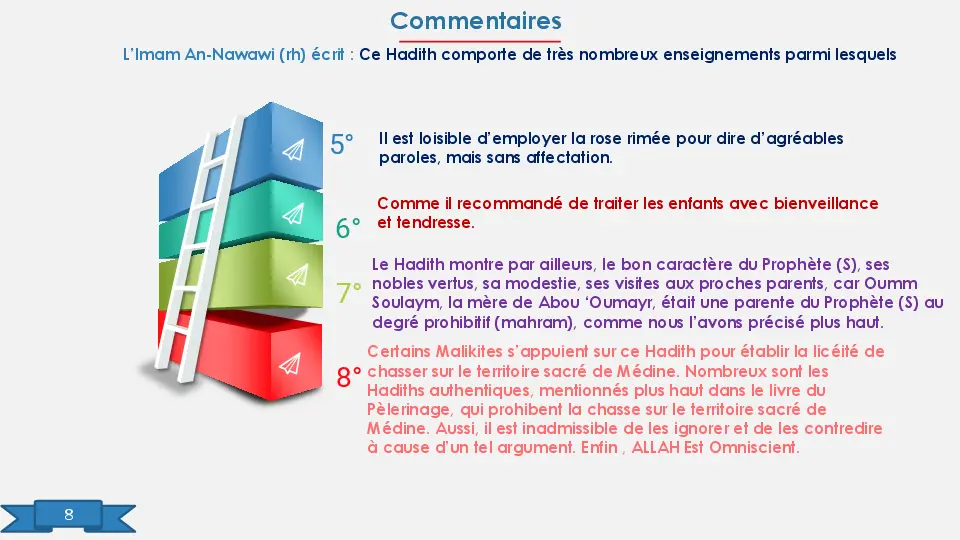 Commentaires
L'Imam An-Nawawi (rh) écrit : Ce Hadith comporte de très nombreux enseignements parmi lesquels
5°
Il est loisible d'employer la rose rimée pour dire d'agréables
paroles, mais sans affectation.
6°
Comme il recommandé de traiter les enfants avec bienveillance
et tendresse.
7°
Le Hadith montre par ailleurs, le bon caractère du Prophète (S), ses
nobles vertus, sa modestie, ses visites aux proches parents, car Oumm
Soulaym, la mère de Abou ‘Oumayr, était une parente du Prophète (S) au
degré prohibitif (mahram), comme nous l'avons précisé plus haut.
8°
Certains Malikites s'appuient sur ce Hadith pour établir la licéité de
chasser sur le territoire sacré de Médine. Nombreux sont les
Hadiths authentiques, mentionnés plus haut dans le livre du
Pèlerinage, qui prohibent la chasse sur le territoire sacré de
Médine. Aussi, il est inadmissible de les ignorer et de les contredire
à cause d'un tel argument. Enfin , ALLAH Est Omniscient.
8